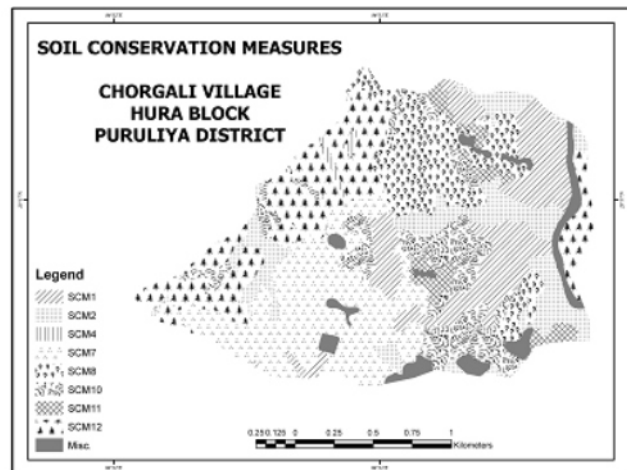 SOIL CONSERVATION MEASURES
CHORGALI VILLAGE
HURA BLOCK
PURULIYA DISTRICT
Legend
SCM1
SCM2
SCM4
SCM7
SCM8
SCM10
SCM11
SCM12
Misc.
0.25 0.125 0 0.25 0.5 0.75 1
Kilometers